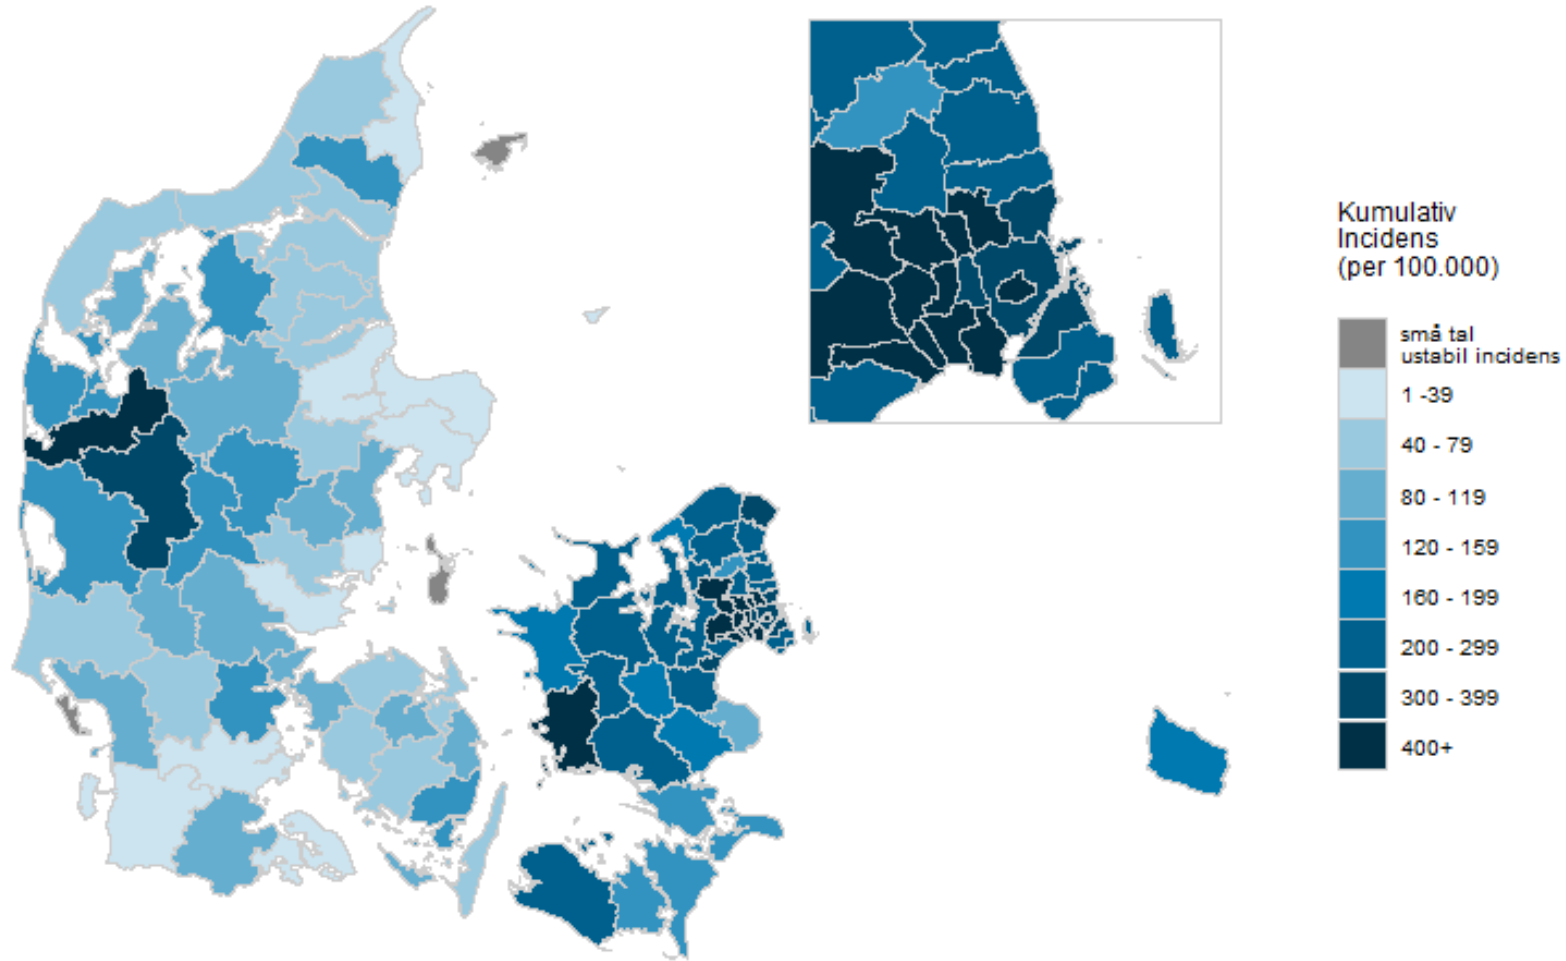 Kumulativ
Incidens
(per 100.000)
små tal
ustabil incidens
1 -39
40 - 79
80 - 119
120 - 159
160 - 199
200 - 299
300 - 399
400+